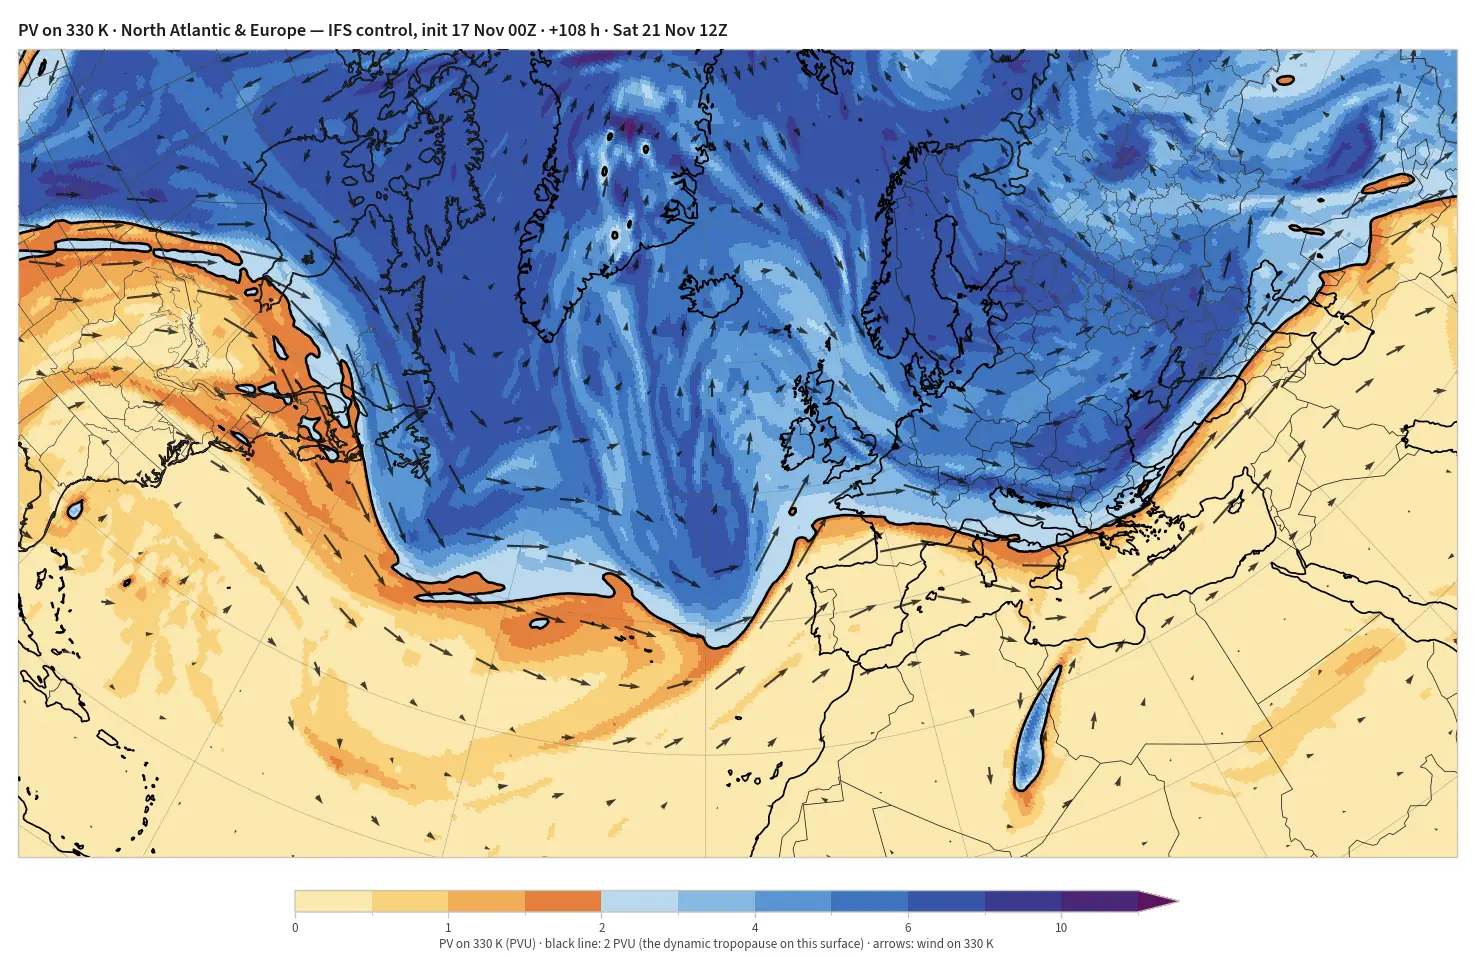 PV on 330 K · North Atlantic & Europe — IFS control, init 17 Nov 00Z · +108 h · Sat 21 Nov 12Z
0 1 2 4 6 10
PV on 330 K (PVU) · black line: 2 PVU (the dynamic tropopause on this surface) · arrows: wind on 330 K